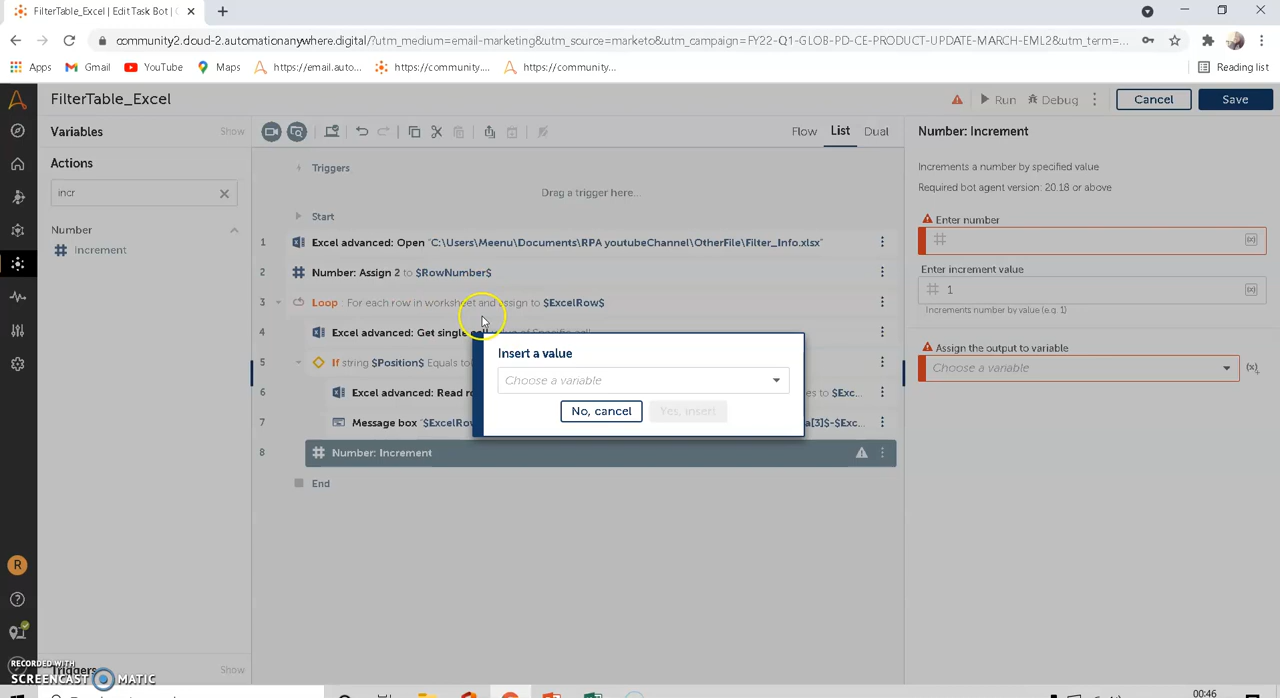 FilterTable_Excel | Edit Task Bot |
community2.cloud-2.automationanywhere.digital/?utm_medium=email-marketing&utm_source=marketo&utm_campaign=FY22-Q1-GLOB-PD-CE-PRODUCT-UPDATE-MARCH-EML2&utm_term=...
Apps Gmail YouTube Maps https://email.auto... https://community.... https://community... Reading list
FilterTable_Excel Run Debug Cancel Save
Variables Show Flow List Dual Number: Increment
Actions
incr
Number
Increment
Triggers
Drag a trigger here...
Start
1 Excel advanced: Open "C:\Users\Meenu\Documents\RPA youtubeChannel\OtherFile\Filter_Info.xlsx"
2 Number: Assign 2 to $RowNumber$
3 Loop For each row in worksheet and assign to $ExcelRow$
4 Excel advanced: Get single cell
5 If string $Position$ Equals to
6 Excel advanced: Read ro es to $Exc...
7 Message box "$ExcelRow a[3]$-$Exc...
8 Number: Increment
End
Insert a value
Choose a variable
No, cancel Yes, insert
Increments a number by specified value
Required bot agent version: 20.18 or above
Enter number
Enter increment value
1
Increments number by value (e.g. 1)
Assign the output to variable
Choose a variable
R
RECORDED WITH
SCREENCAST MATIC
Triggers Show
00:46